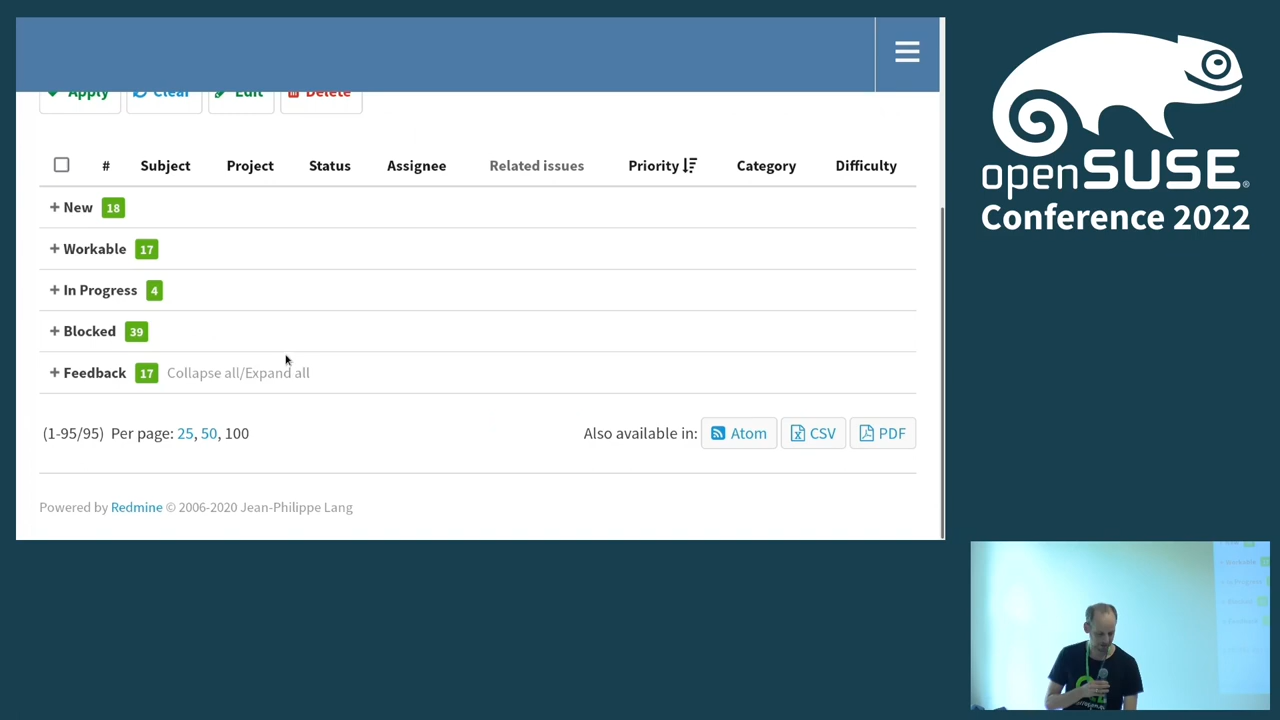 Apply Clear Edit Delete
# Subject Project Status Assignee Related issues Priority Category Difficulty
+ New 18
+ Workable 17
+ In Progress 4
+ Blocked 39
+ Feedback 17 Collapse all/Expand all
(1-95/95) Per page: 25, 50, 100 Also available in: Atom CSV PDF
Powered by Redmine © 2006-2020 Jean-Philippe Lang
openSUSE®
Conference 2022